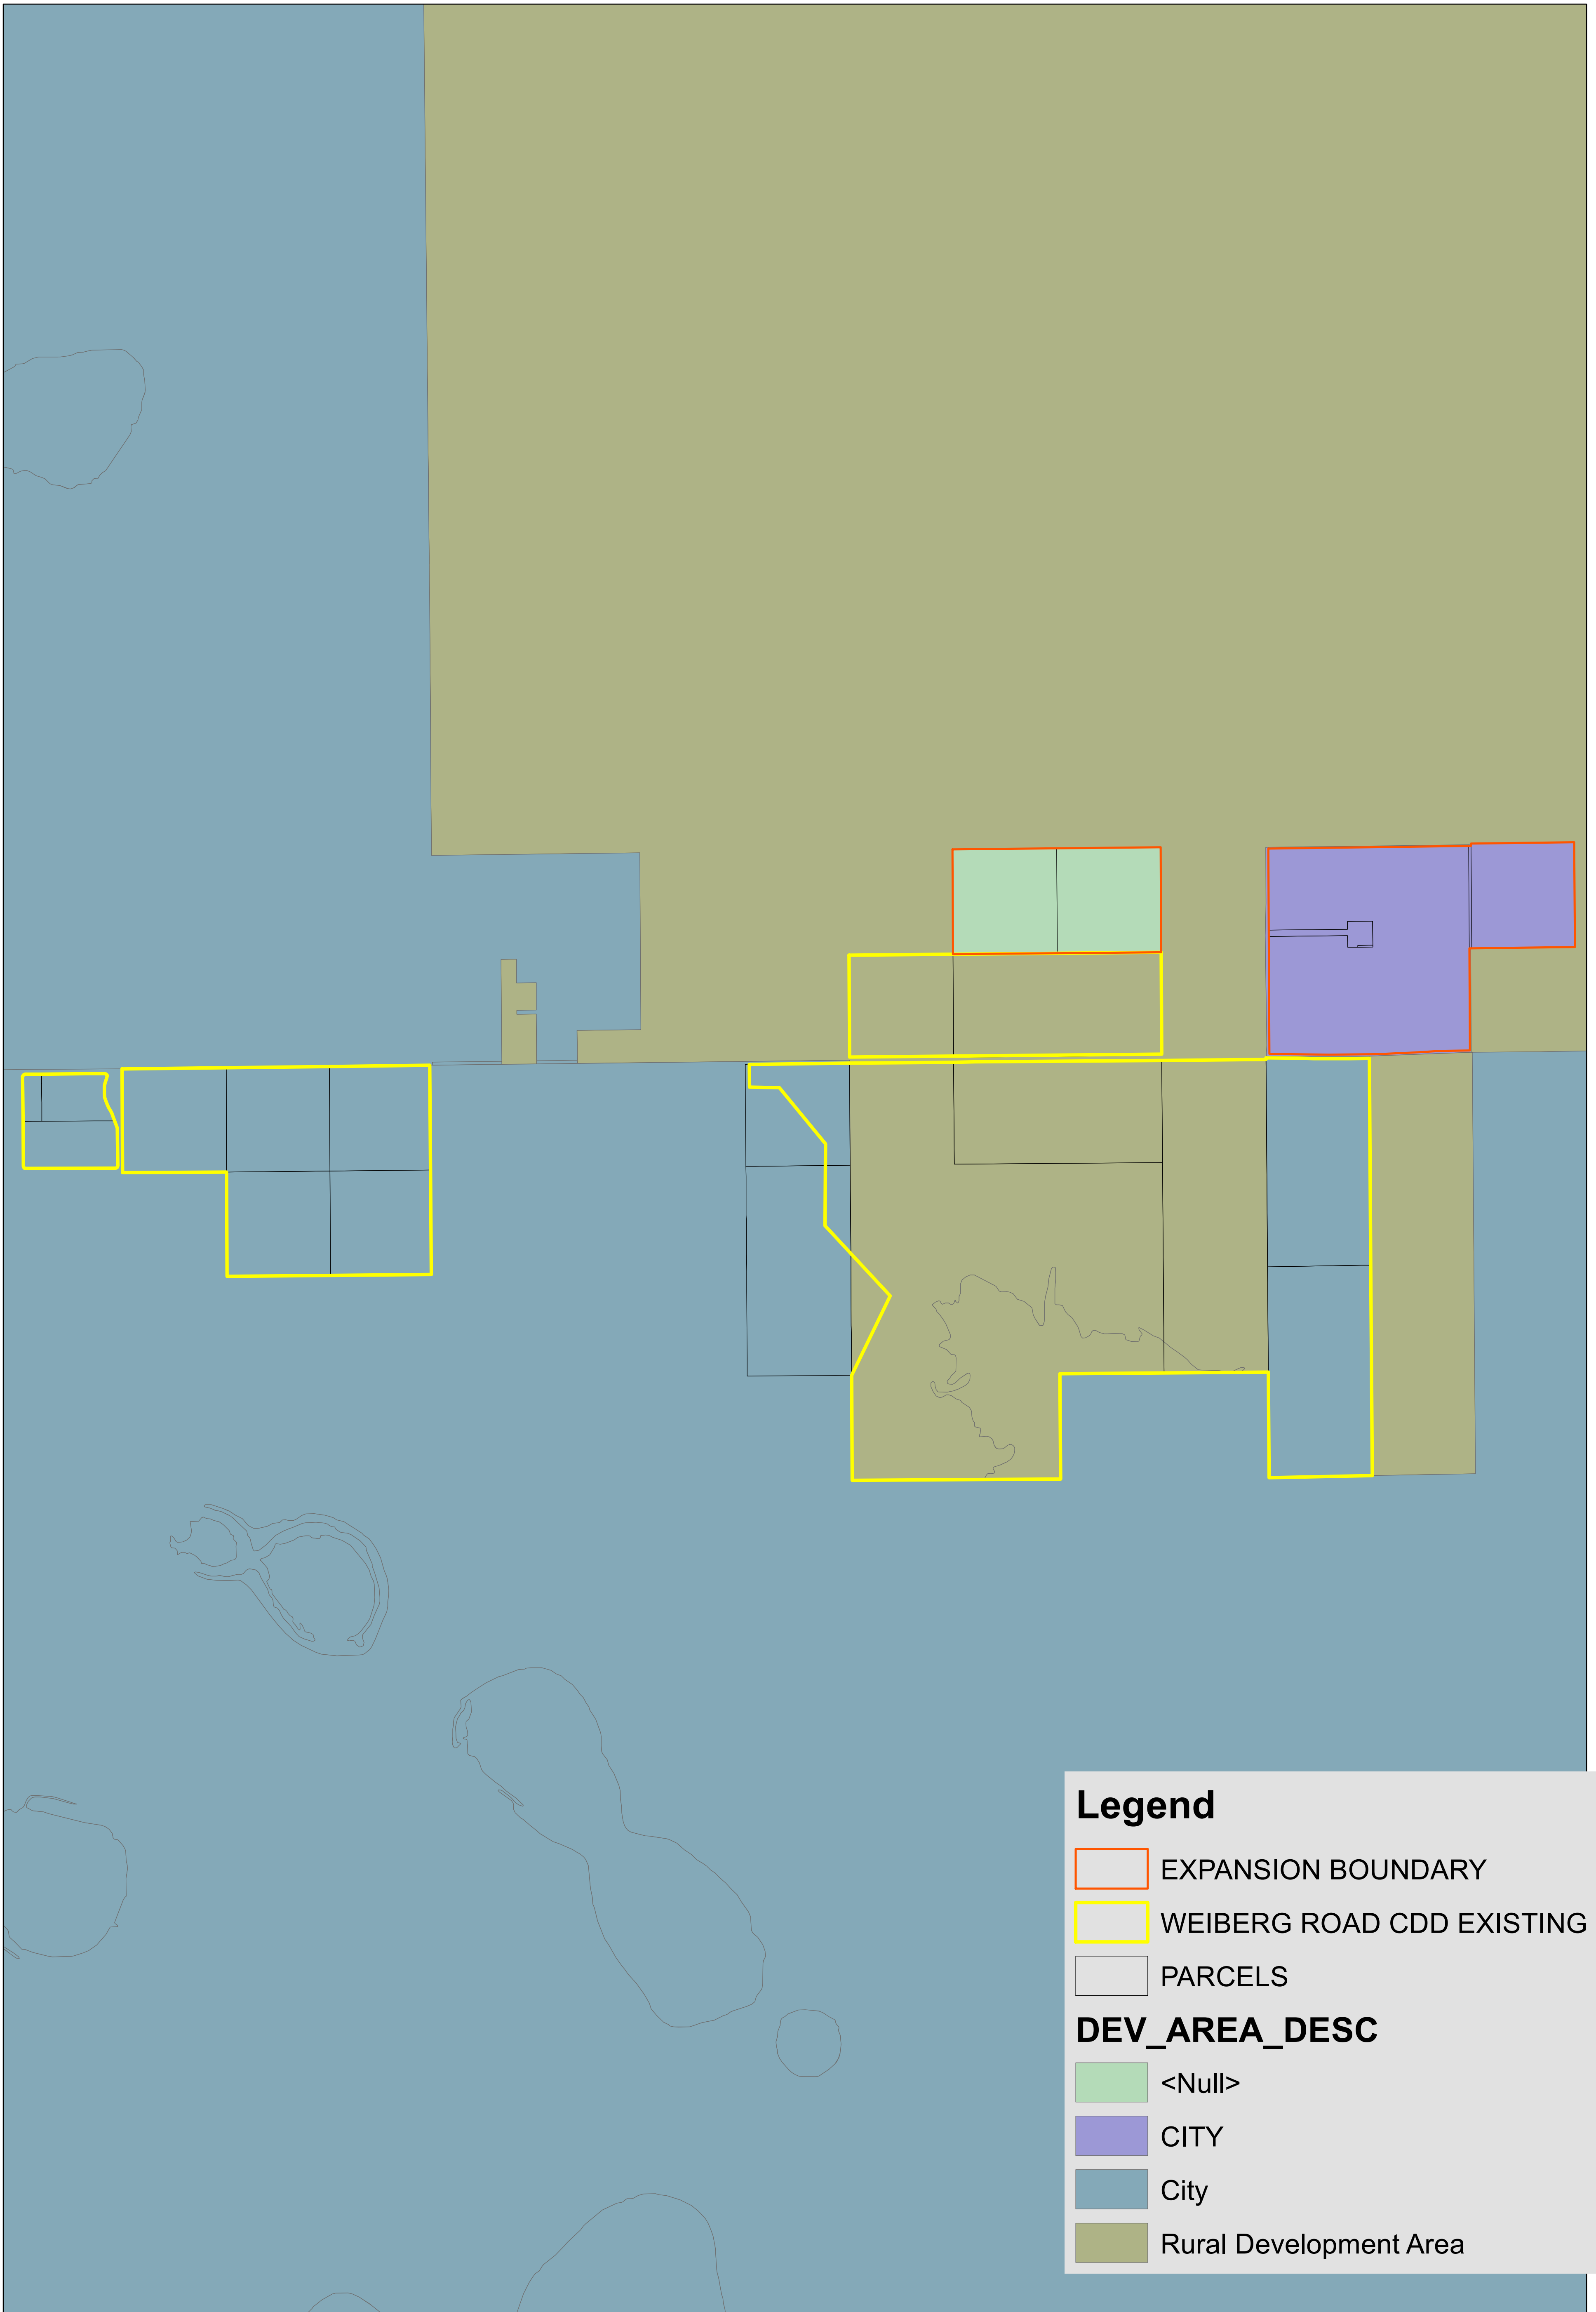 Legend
EXPANSION BOUNDARY
WEIBERG ROAD CDD EXISTING
PARCELS
DEV_AREA_DESC
<Null>
CITY
City
Rural Development Area